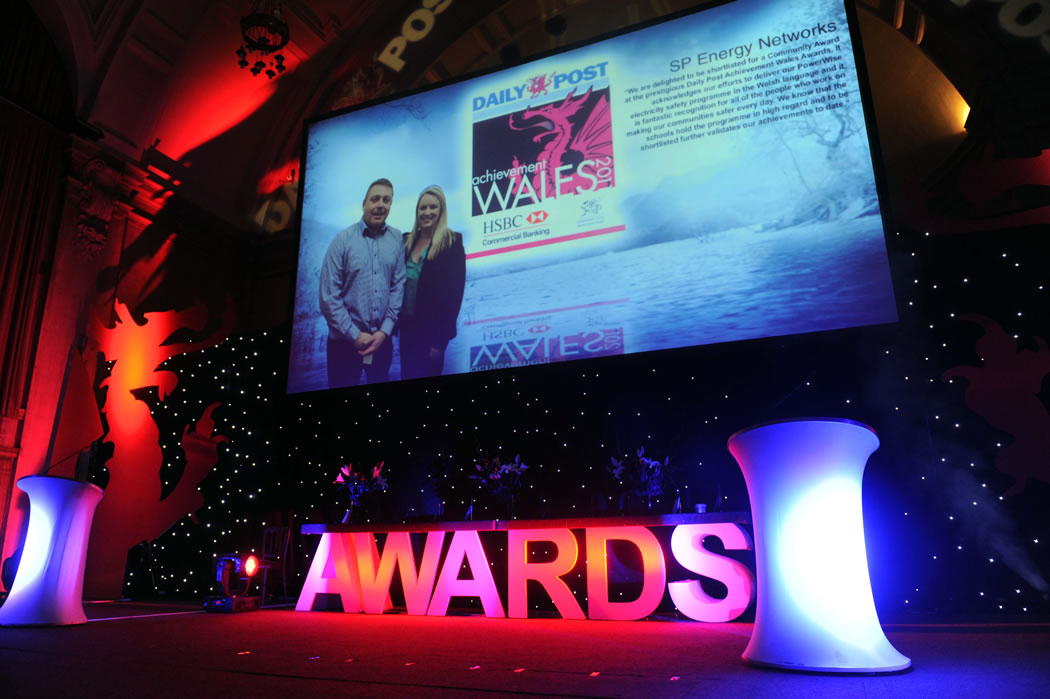 POST
SP Energy Networks
"We are delighted to be shortlisted for a Community Award
at the prestigious Daily Post Achievement Wales Awards. It
acknowledges our efforts to deliver our PowerWise
electricity safety programme in the Welsh language and it
is fantastic recognition for all of the people who work on
making our communities safer every day. We know that the
schools hold the programme in high regard and to be
shortlisted further validates our achievements to date
DAILY POST
achievement
WALES
HSBC
Commercial Banking
AWARDS